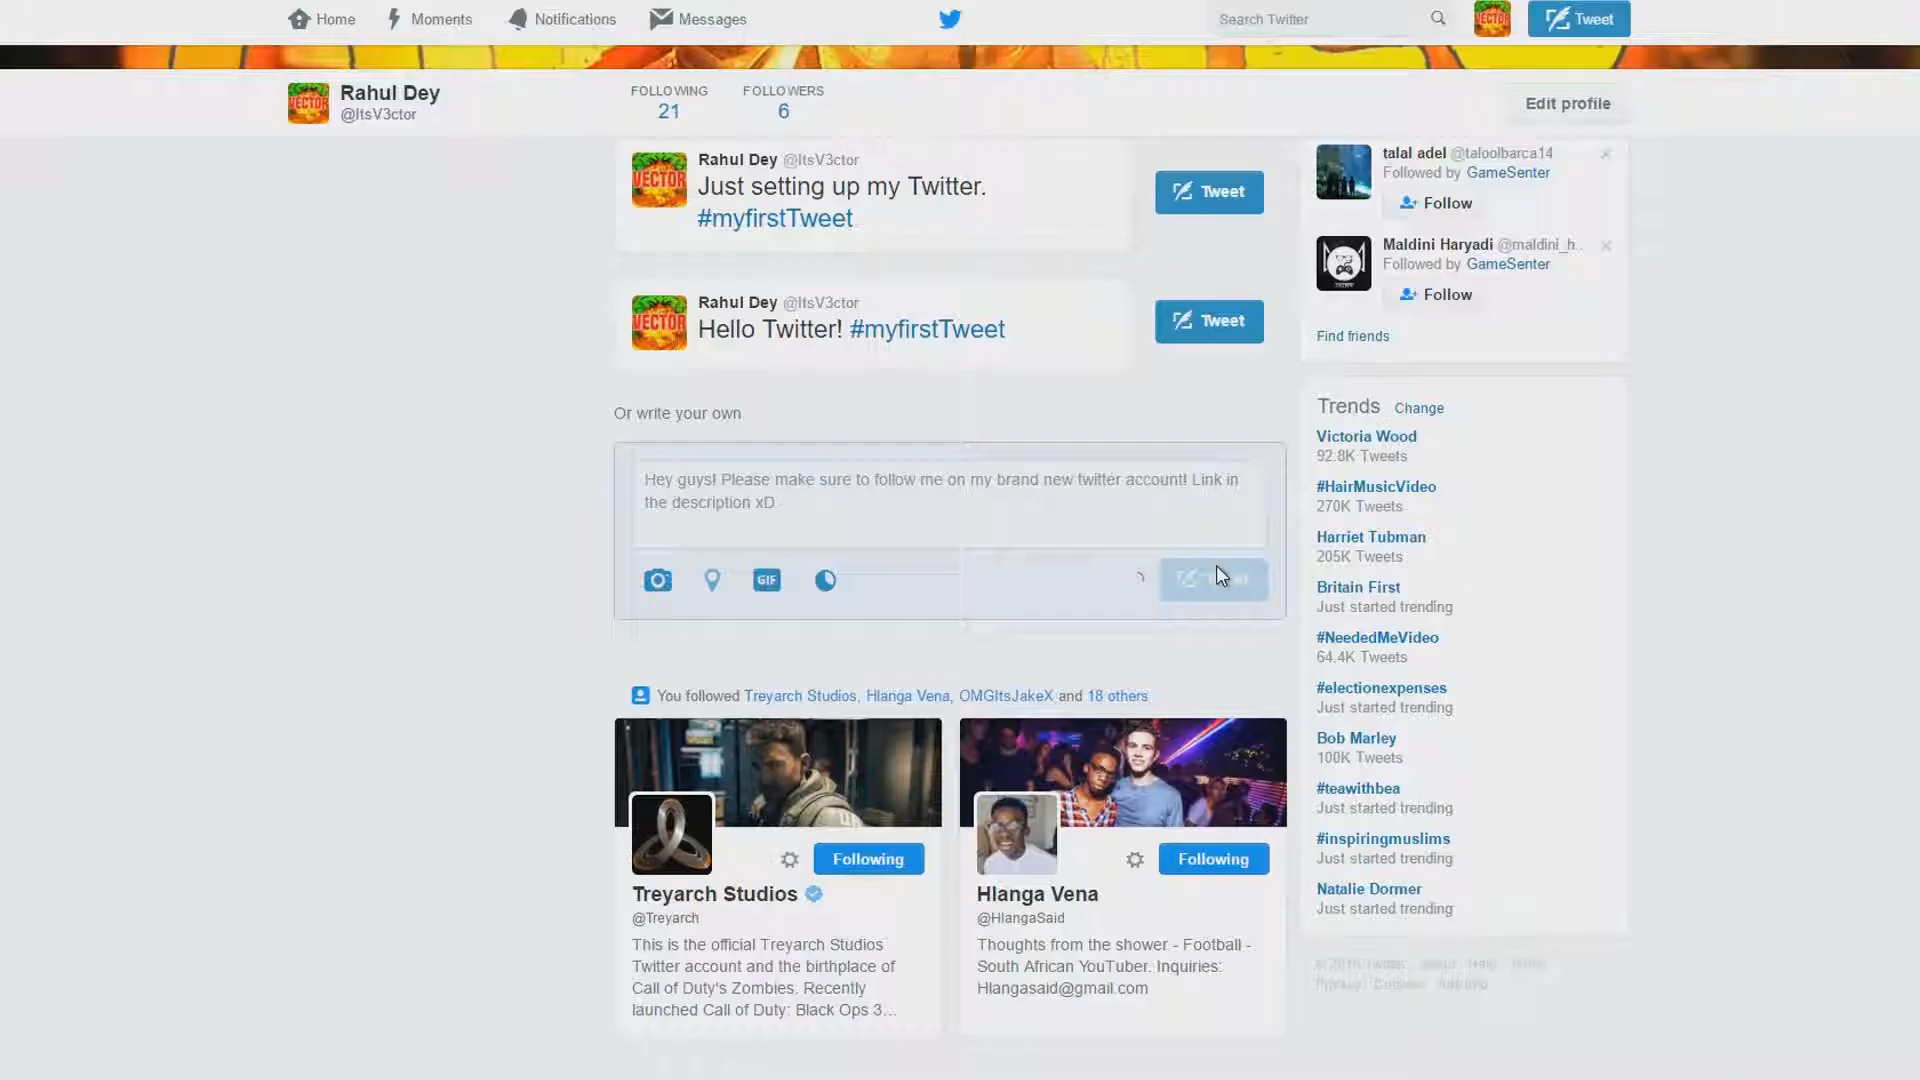 Home
Moments
Notifications
Messages
Search Twitter
VECTOR
Tweet
VECTOR
Rahul Dey
@ItsV3ctor
FOLLOWING
21
FOLLOWERS
6
Edit profile
VECTOR
Rahul Dey @ItsV3ctor
Just setting up my Twitter.
#myfirstTweet
Tweet
VECTOR
Rahul Dey @ItsV3ctor
Hello Twitter! #myfirstTweet
Tweet
Or write your own
Hey guys! Please make sure to follow me on my brand new twitter account! Link in
the description xD
GIF
You followed Treyarch Studios, Hlanga Vena, OMGItsJakeX and 18 others
Following
Treyarch Studios
@Treyarch
This is the official Treyarch Studios
Twitter account and the birthplace of
Call of Duty's Zombies. Recently
launched Call of Duty: Black Ops 3...
Following
Hlanga Vena
@HlangaSaid
Thoughts from the shower - Football -
South African YouTuber. Inquiries:
Hlangasaid@gmail.com
talal adel @taloolbarca14
Followed by GameSenter
Follow
Maldini Haryadi @maldini_h..
Followed by GameSenter
Follow
Find friends
Trends Change
Victoria Wood
92.8K Tweets
#HairMusicVideo
270K Tweets
Harriet Tubman
205K Tweets
Britain First
Just started trending
#NeededMeVideo
64.4K Tweets
#electionexpenses
Just started trending
Bob Marley
100K Tweets
#teawithbea
Just started trending
#inspiringmuslims
Just started trending
Natalie Dormer
Just started trending